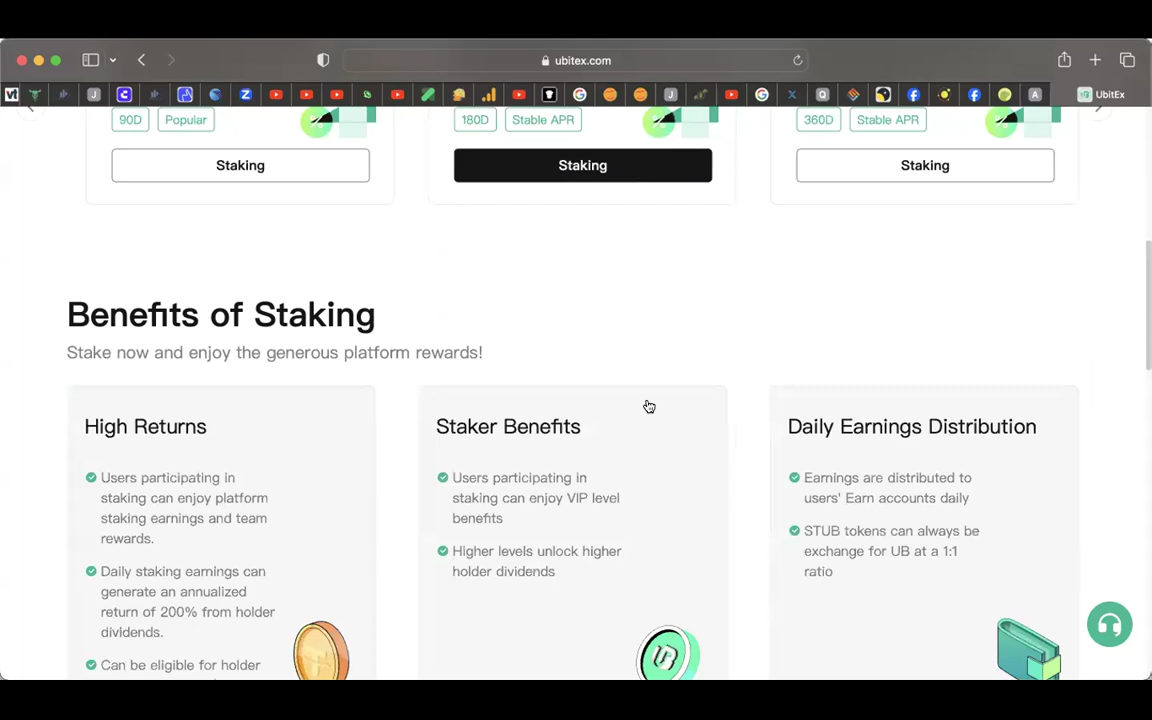 ubitex.com
vt
UbitEx
90D
Popular
180D
Stable APR
360D
Stable APR
Staking
Staking
Staking
Benefits of Staking
Stake now and enjoy the generous platform rewards!
High Returns
Users participating in
staking can enjoy platform
staking earnings and team
rewards.
Daily staking earnings can
generate an annualized
return of 200% from holder
dividends.
Can be eligible for holder
Staker Benefits
Users participating in
staking can enjoy VIP level
benefits
Higher levels unlock higher
holder dividends
Daily Earnings Distribution
Earnings are distributed to
users' Earn accounts daily
STUB tokens can always be
exchange for UB at a 1:1
ratio